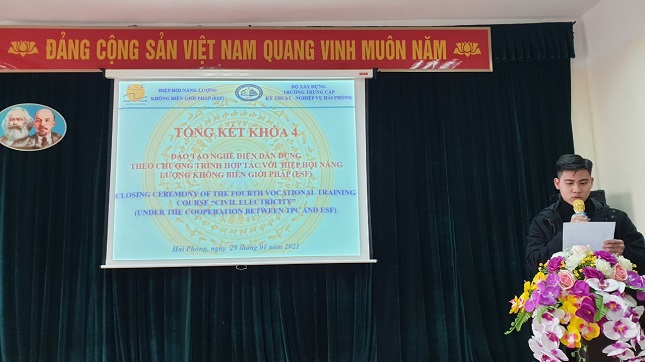 ĐẢNG CỘNG SẢN VIỆT NAM QUANG VINH MUÔN NĂM
HIỆP HỘI NĂNG LƯỢNG
KHÔNG BIÊN GIỚI PHÁP (ESF)
BỘ XÂY DỰNG
TRƯỜNG TRUNG CẤP
KỸ THUẬT - NGHIỆP VỤ HẢI PHÒNG
TỔNG KẾT KHÓA 4
ĐÀO TẠO NGHỀ ĐIỆN DÂN DỤNG
THEO CHƯƠNG TRÌNH HỢP TÁC VỚI HIỆP HỘI NĂNG
LƯỢNG KHÔNG BIÊN GIỚI PHÁP (ESF)
CLOSING CEREMONY OF THE FOURTH VOCATIONAL TRAINING
COURSE "CIVIL ELECTRICITY"
(UNDER THE COOPERATION BETWEEN TPC AND ESF)
Hải Phòng, ngày 29 tháng 01 năm 2021